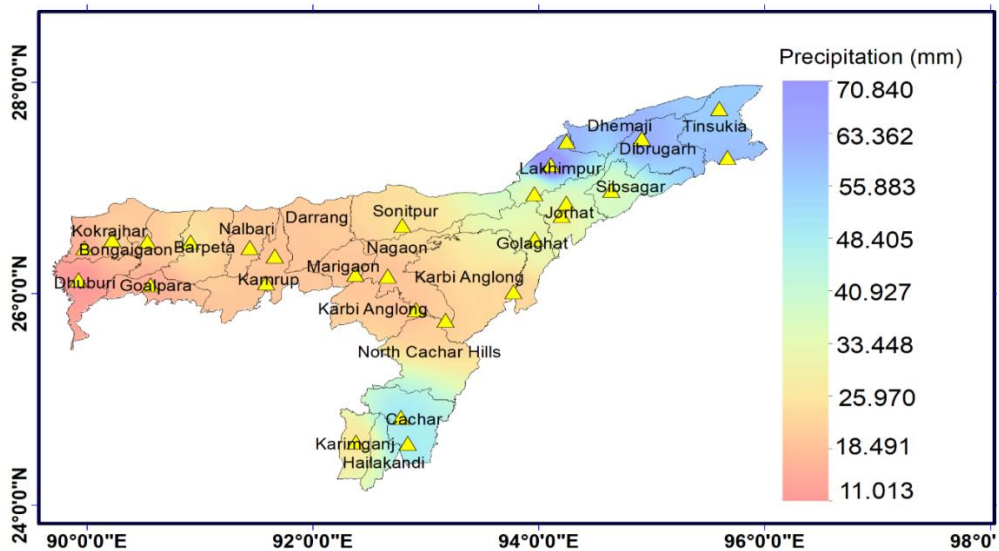 Precipitation (mm)
70.840
63.362
55.883
48.405
40.927
33.448
25.970
18.491
11.013
28°0'0"N
26°0'0"N
24°0'0"N
Dhemaji
Tinsukia
Dibrugarh
Lakhimpur
Sibsagar
Jorhat
Golaghat
Sonitpur
Darrang
Nalbari
Kokrajhar
Barpeta
Bongaigaon
Nagaon
Marigaon
Karbi Anglong
Kamrup
Dhuburi
Goalpara
Karbi Anglong
North Cachar Hills
Cachar
Karimganj
Hailakandi
90°0'0"E
92°0'0"E
94°0'0"E
96°0'0"E
98°0'